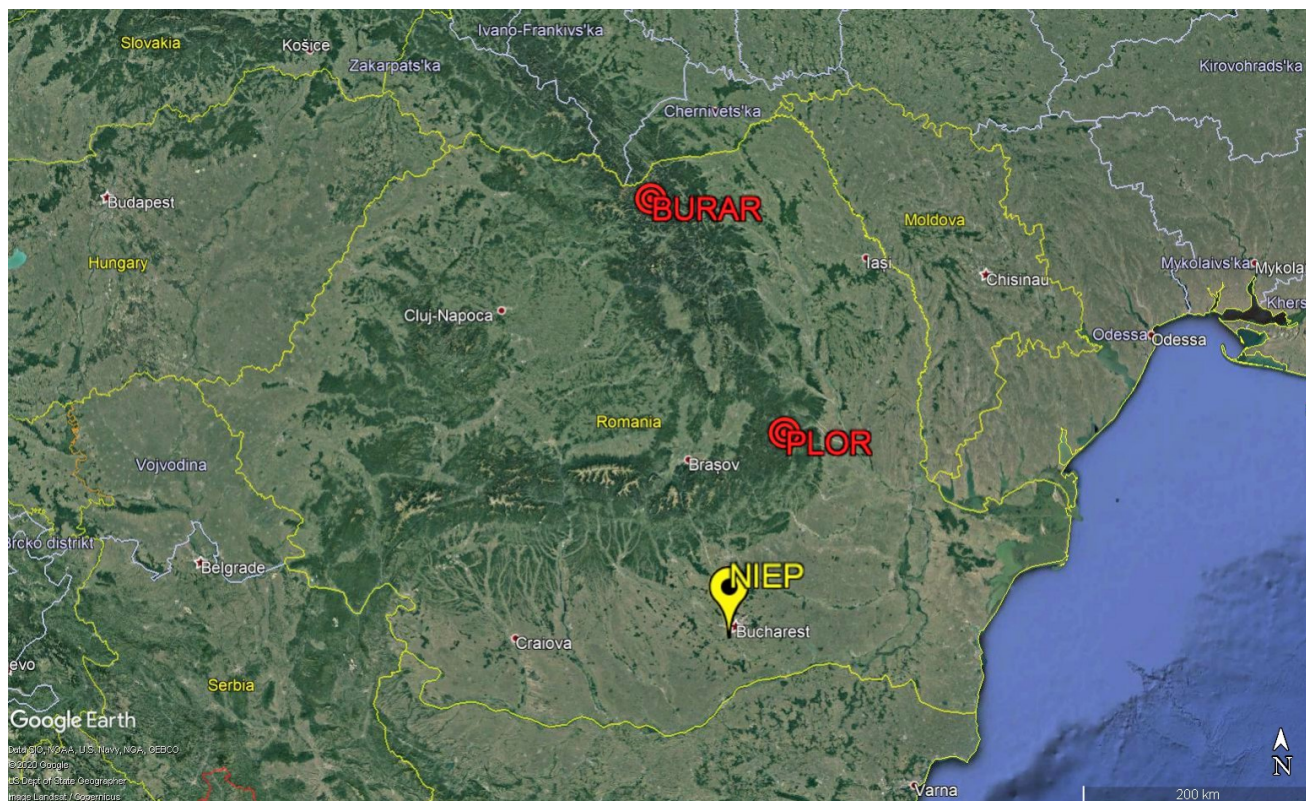 Slovakia
Košice
Ivano-Frankivs'ka
Zakarpats'ka
Kirovohrads'ka
Chernivets'ka
Budapest
BURAR
Moldova
Hungary
Iași
Mykolaivs'ka
Mykola
Chisinau
Khers
Cluj-Napoca
Odessa
Odessa
Romania
PLOR
Vojvodina
Brașov
Brcko distrikt
Belgrade
NIEP
Bucharest
Craiova
evo
Serbia
Google Earth
Data SIO, NOAA, U.S. Navy, NGA, GEBCO
©2020 Google
US Dept of State Geographer
Image Landsat / Copernicus
N
Varna
200 km